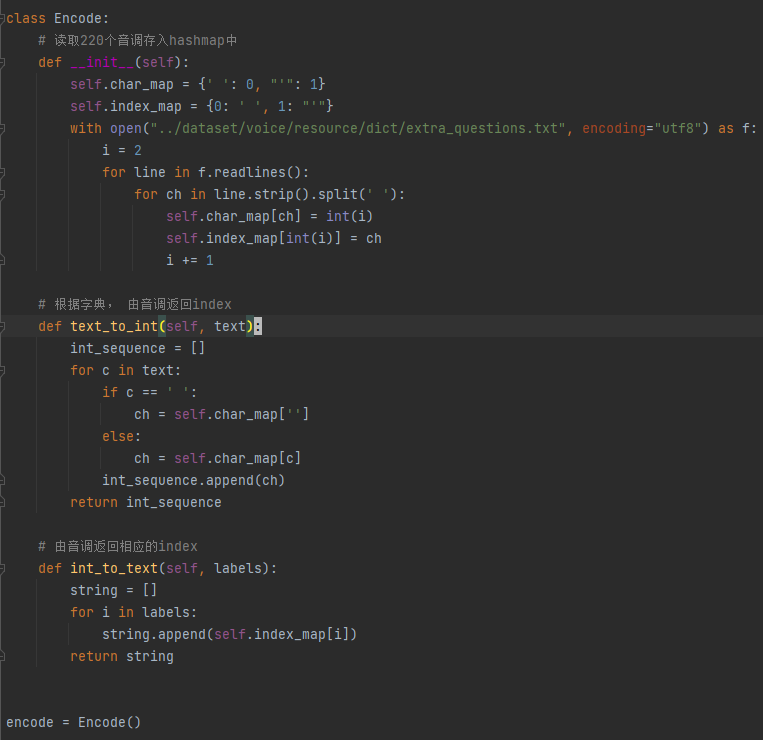 class Encode:
    # 读取220个音调存入hashmap中
    def __init__(self):
        self.char_map = {' ': 0, "'": 1}
        self.index_map = {0: ' ', 1: "'"}
        with open("../dataset/voice/resource/dict/extra_questions.txt", encoding="utf8") as f:
            i = 2
            for line in f.readlines():
                for ch in line.strip().split(' '):
                    self.char_map[ch] = int(i)
                    self.index_map[int(i)] = ch
                    i += 1
    # 根据字典， 由音调返回index
    def text_to_int(self, text):
        int_sequence = []
        for c in text:
            if c == ' ':
                ch = self.char_map['']
            else:
                ch = self.char_map[c]
            int_sequence.append(ch)
        return int_sequence
    # 由音调返回相应的index
    def int_to_text(self, labels):
        string = []
        for i in labels:
            string.append(self.index_map[i])
        return string
encode = Encode()